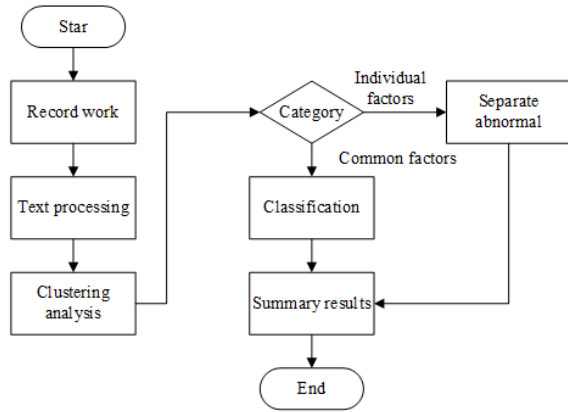 Star
Record work
Text processing
Clustering
analysis
Category
Individual
factors
Separate
abnormal
Common factors
Classification
Summary results
End